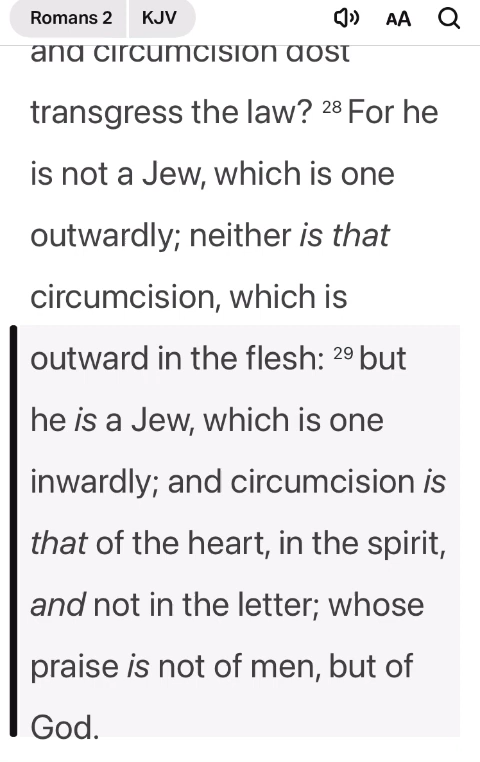 Romans 2 KJV AA
and circumcision dost
transgress the law? 28 For he
is not a Jew, which is one
outwardly; neither is that
circumcision, which is
outward in the flesh: 29 but
he is a Jew, which is one
inwardly; and circumcision is
that of the heart, in the spirit,
and not in the letter; whose
praise is not of men, but of
God.